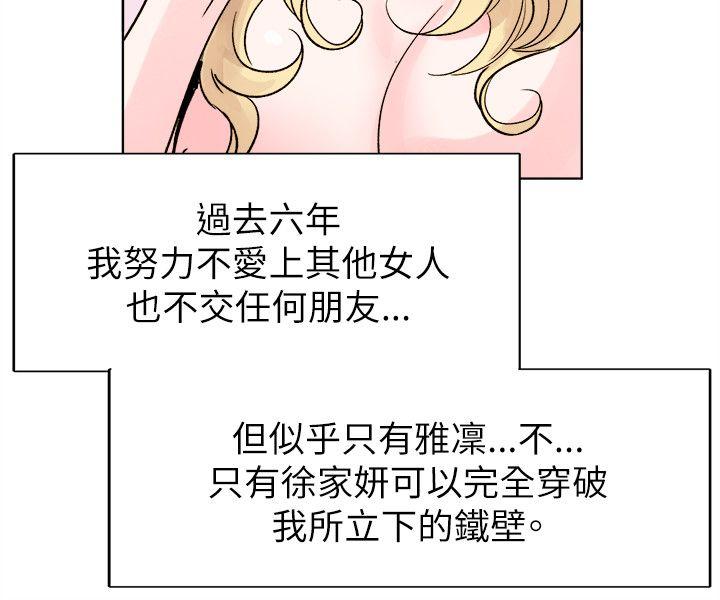 過去六年
我努力不愛上其他女人
也不交任何朋友...
但似乎只有雅凜...不...
只有徐家妍可以完全穿破
我所立下的鐵壁。